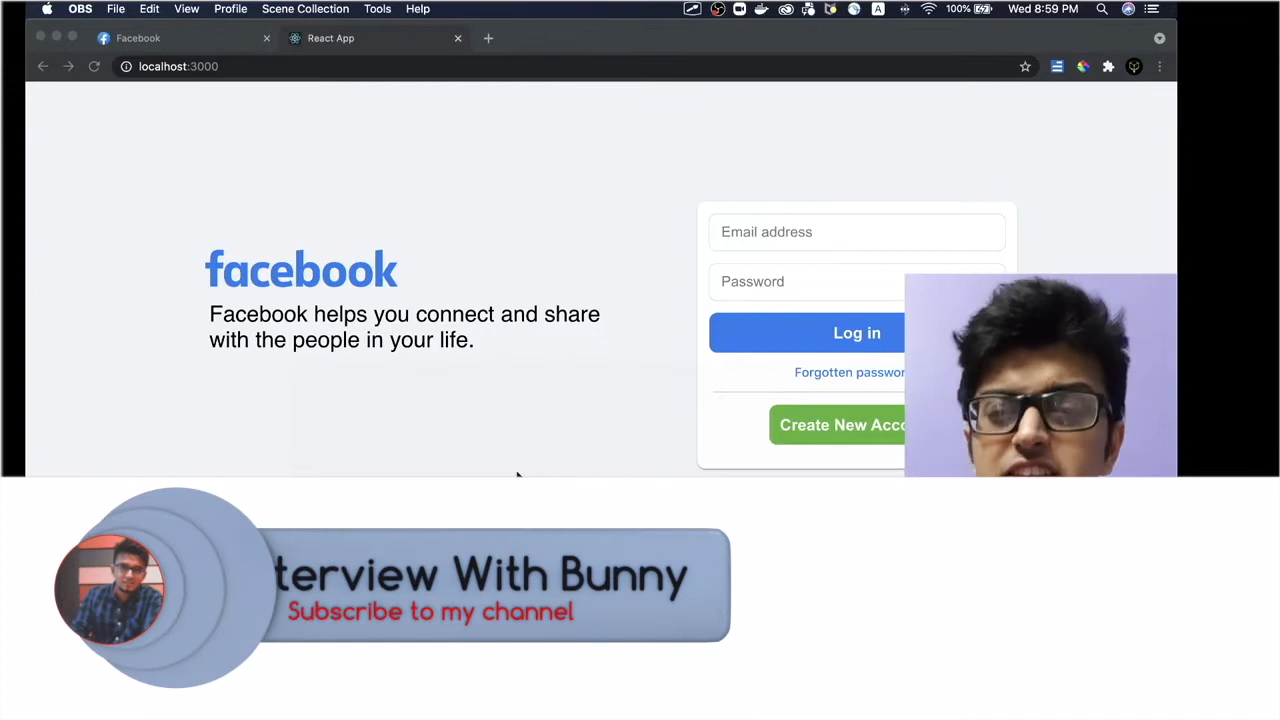 OBS File Edit View Profile Scene Collection Tools Help A 100% Wed 8:59 PM
Facebook React App
localhost:3000
Email address
facebook
Password
Facebook helps you connect and share
with the people in your life.
Log in
Forgotten passwor
Create New Acco
terview With Bunny
Subscribe to my channel